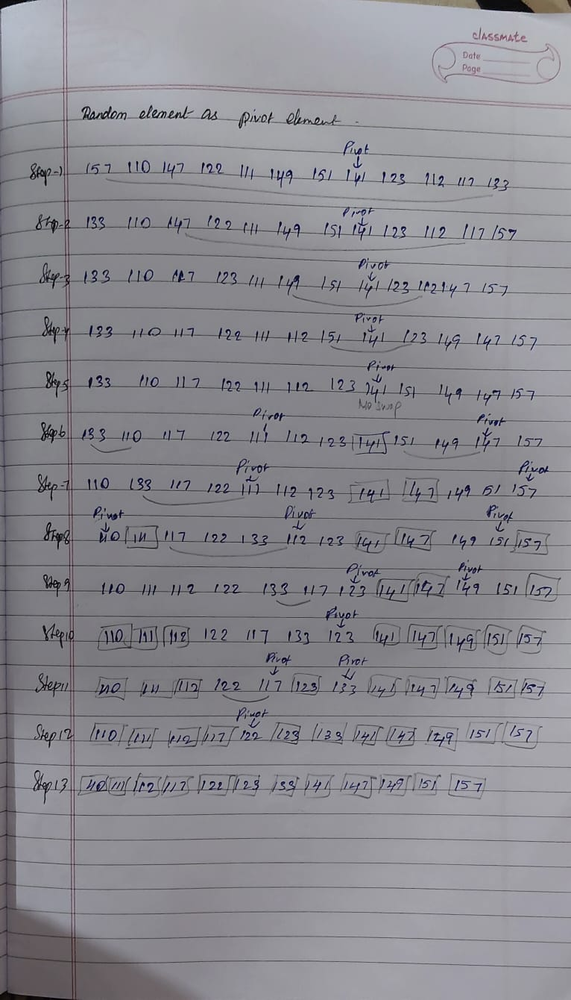 classmate
Date
Page
Random element as pivot element.
Pivot
Step-1 157 110 147 122 111 149 151 141 123 112 117 133
Pivot
Step-2 133 110 147 122 111 149 151 141 123 112 117 157
Pivot
Step-3 133 110 117 123 111 149 151 141 123 112 147 157
Pivot
Step-4 133 110 117 122 111 112 151 141 123 149 147 157
Pivot
Step5 133 110 117 122 111 112 123 141 151 149 147 157
No swap
Pivot Pivot
Step6 133 110 117 122 111 112 123 141 151 149 147 157
Pivot Pivot
Step-7 110 133 117 122 111 112 123 141 147 149 151 157
Pivot Pivot Pivot
Step8 110 111 117 122 133 112 123 141 147 149 151 157
Pivot Pivot
Step9 110 111 112 122 133 117 123 141 147 149 151 157
Pivot
Step10 110 111 112 122 117 133 123 141 147 149 151 157
Pivot Pivot
Step11 110 111 112 122 117 123 133 141 147 149 151 157
Pivot
Step12 110 111 112 117 122 123 133 141 147 149 151 157
Step13 110 111 112 117 122 123 133 141 147 149 151 157